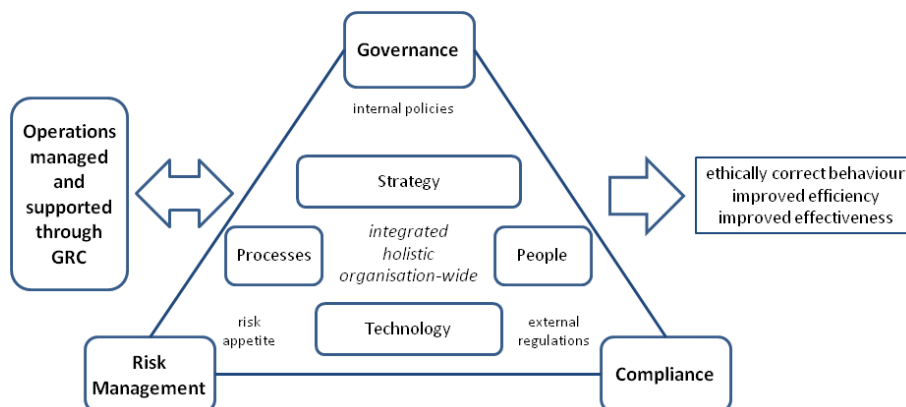 Governance
internal policies
Operations
managed
and
supported
through
GRC
Strategy
ethically correct behaviour
improved efficiency
improved effectiveness
Processes
integrated
holistic
organisation-wide
People
risk
appetite
Technology
external
regulations
Risk
Management
Compliance